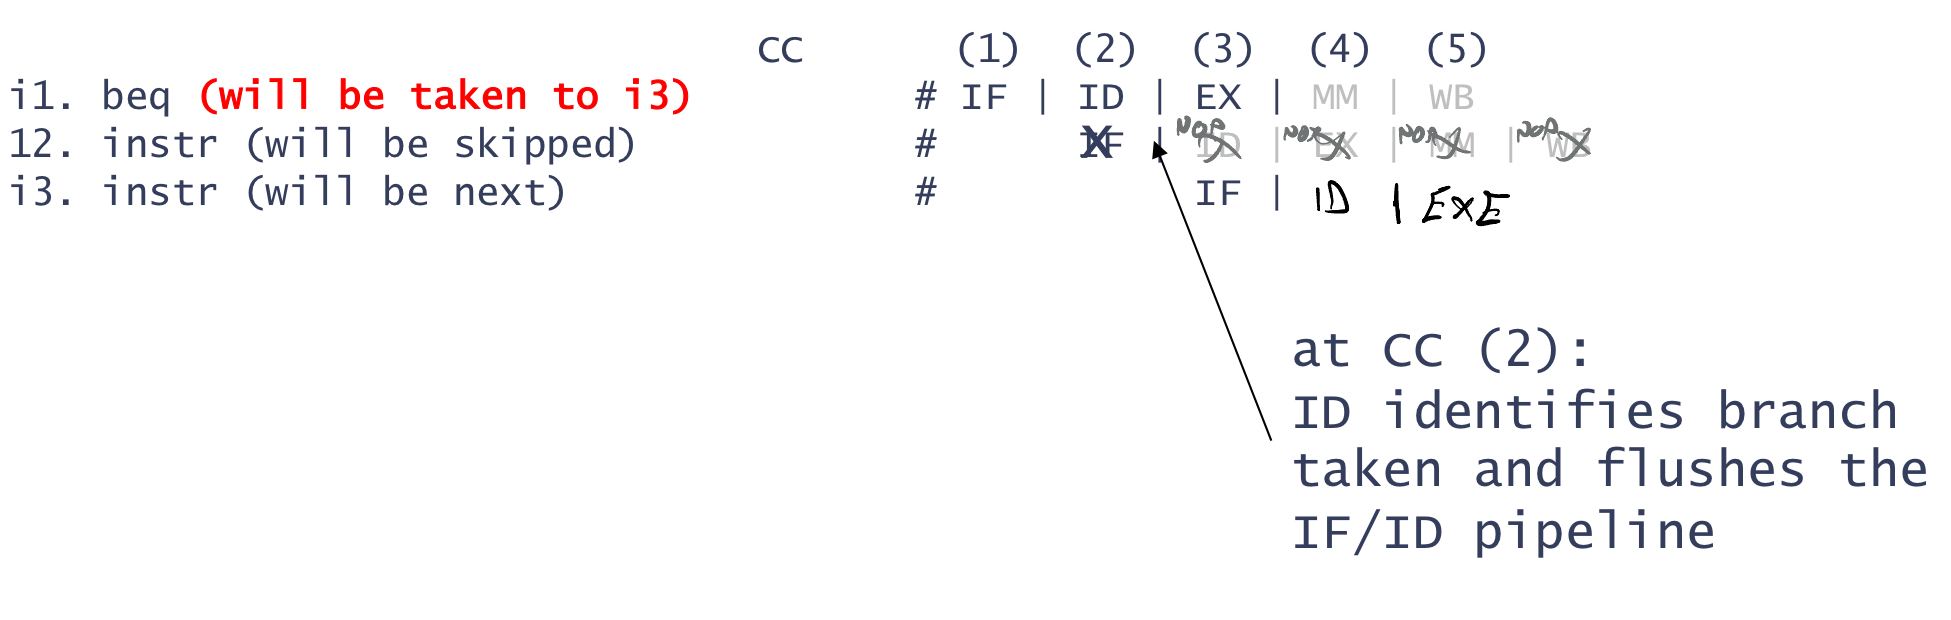 CC (1) (2) (3) (4) (5)
i1. beq (will be taken to i3) # IF | ID | EX | MM | WB
12. instr (will be skipped) # IF | ID | EX | MM | WB
NOP NOP NOP NOP
i3. instr (will be next) # IF | ID | EXE
at CC (2):
ID identifies branch
taken and flushes the
IF/ID pipeline